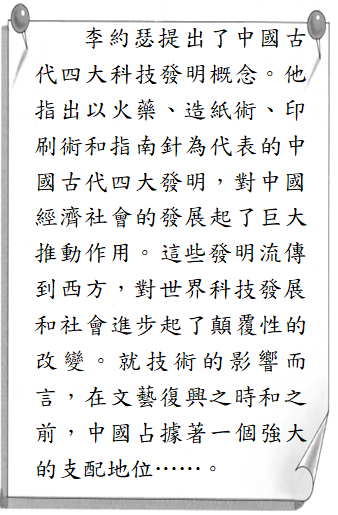 李約瑟提出了中國古
代四大科技發明概念。他
指出以火藥、造紙術、印
刷術和指南針為代表的中
國古代四大發明，對中國
經濟社會的發展起了巨大
推動作用。這些發明流傳
到西方，對世界科技發展
和社會進步起了顛覆性的
改變。就技術的影響而
言，在文藝復興之時和之
前，中國占據著一個強大
的支配地位……。